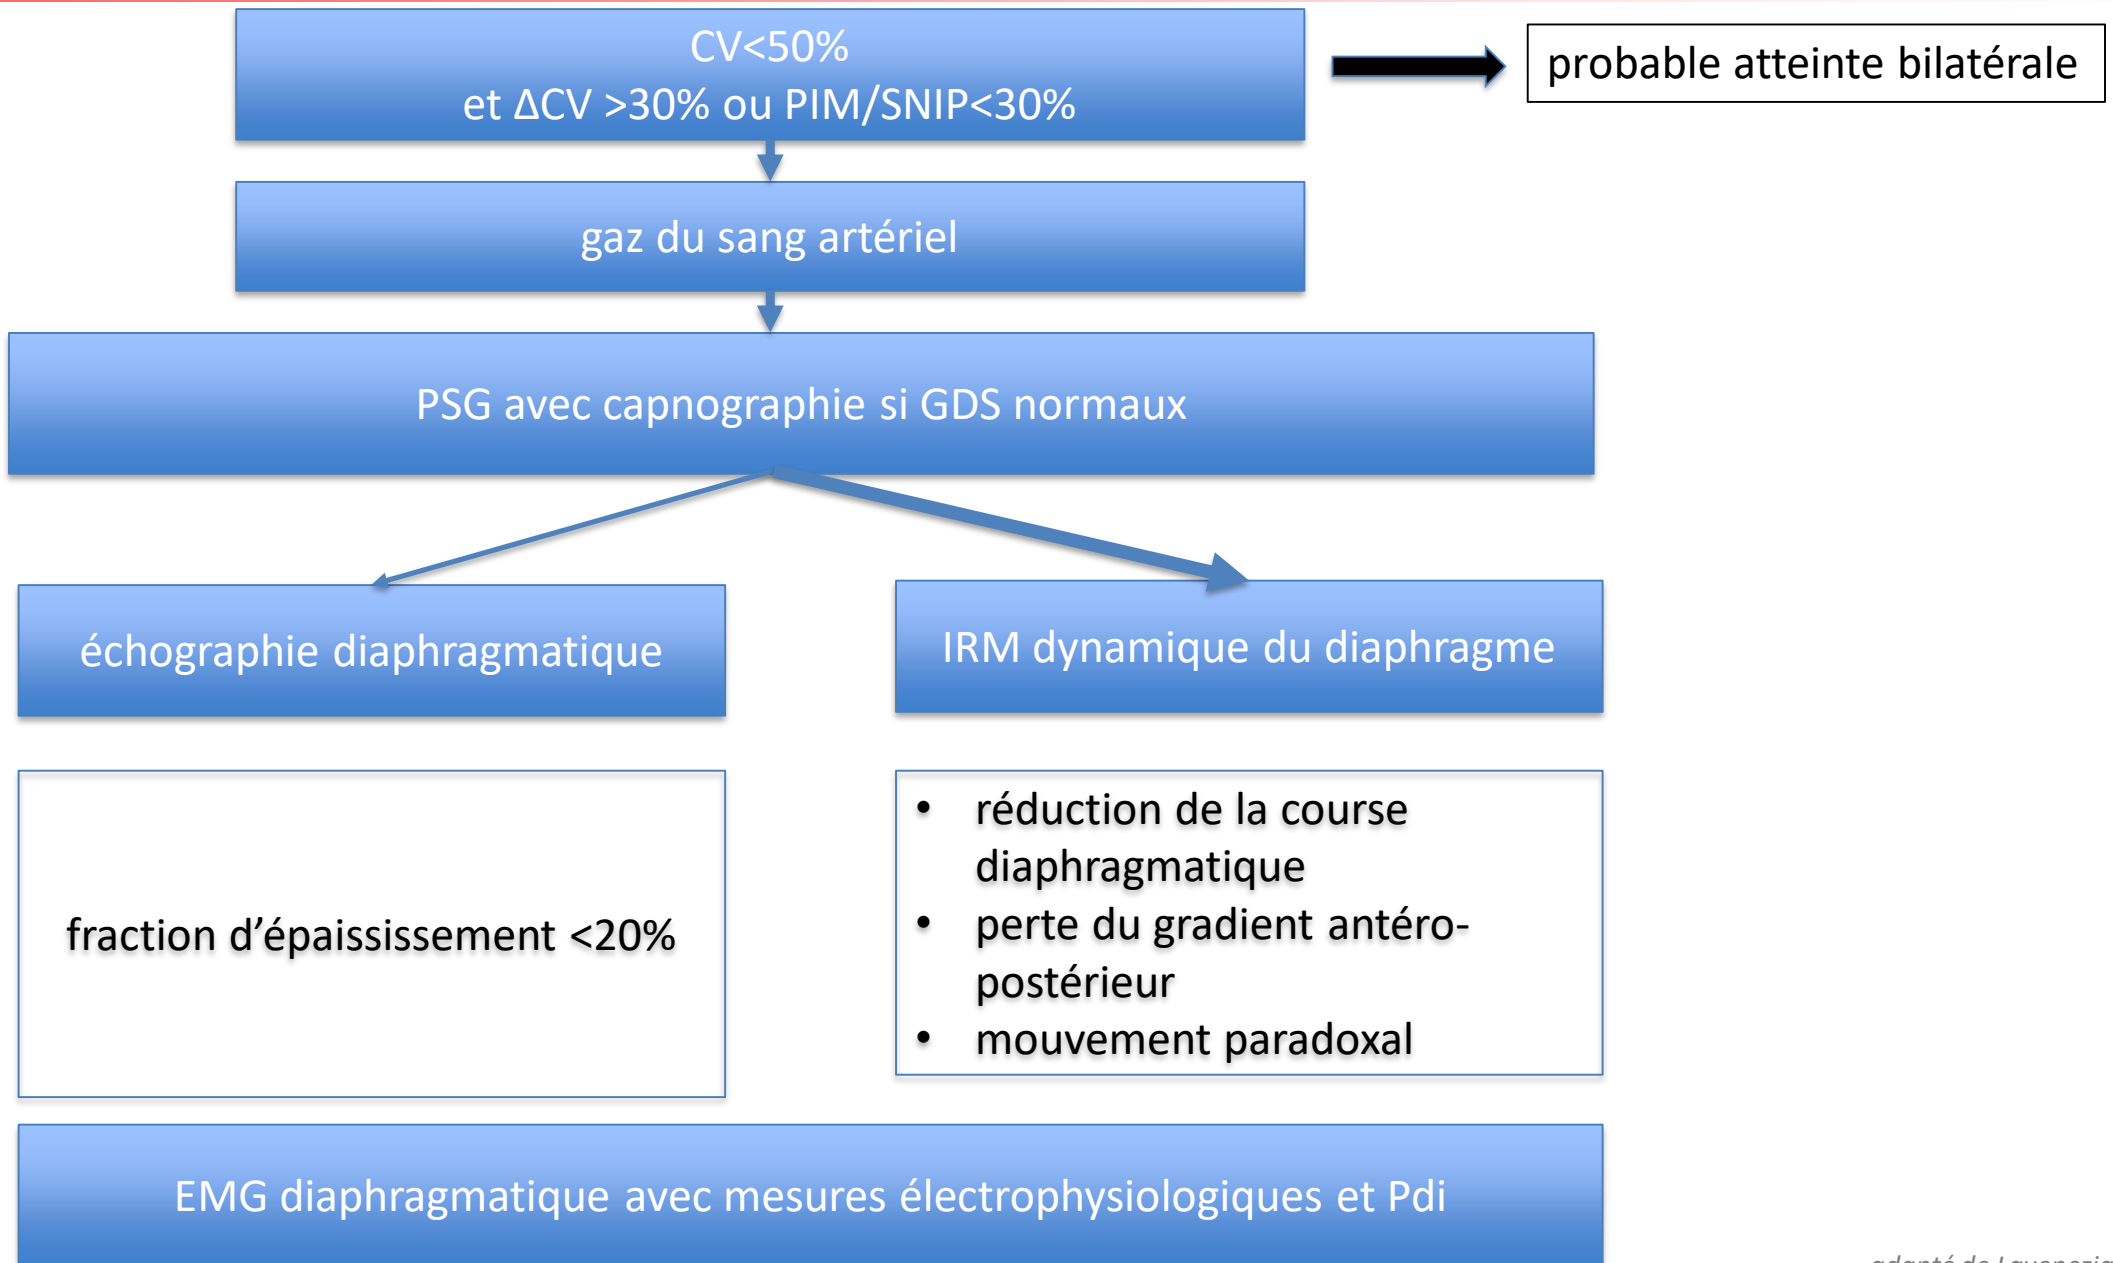 CV<50%
et ΔCV >30% ou PIM/SNIP<30%
probable atteinte bilatérale
gaz du sang artériel
PSG avec capnographie si GDS normaux
échographie diaphragmatique
IRM dynamique du diaphragme
fraction d’épaississement <20%
• réduction de la course
diaphragmatique
• perte du gradient antéro-
postérieur
• mouvement paradoxal
EMG diaphragmatique avec mesures électrophysiologiques et Pdi
adapté de